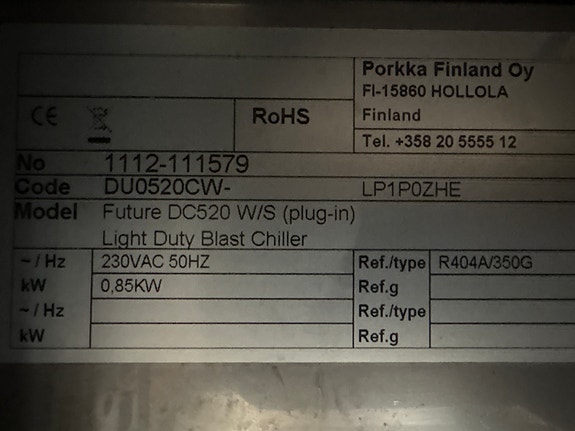 Porkka Finland Oy
FI-15860 HOLLOLA
CE RoHS Finland
Tel. +358 20 5555 12
No 1112-111579
Code DU0520CW- LP1P0ZHE
Model Future DC520 W/S (plug-in)
Light Duty Blast Chiller
~ / Hz 230VAC 50HZ Ref./type R404A/350G
kW 0,85KW Ref.g
~ / Hz Ref./type
kW Ref.g